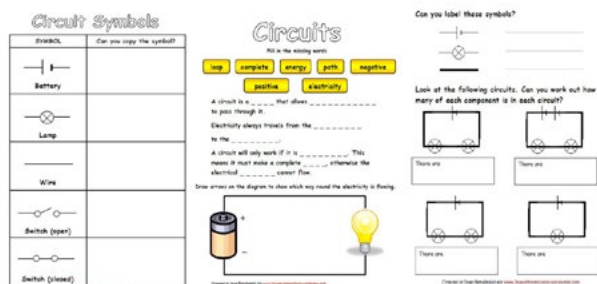 Circuit Symbols
SYMBOL
Can you copy the symbol?
Battery
Lamp
Wire
Switch (open)
Switch (closed)
Circuits
Fill in the missing words
loop
complete
energy
path
negative
positive
electricity
A circuit is a _ _ _ _ that allows _ _ _ _ _ _ _ _ _ _ _
to pass through it.
Electricity always travels from the _ _ _ _ _ _ _ _
to the _ _ _ _ _ _ _ _.
A circuit will only work if it is _ _ _ _ _ _ _ _. This
means it must make a complete _ _ _ _, otherwise the
electrical _ _ _ _ _ _ cannot flow.
Draw arrows on the diagram to show which way round the electricity is flowing.
+
–
Can you label these symbols?
Look at the following circuits. Can you work out how
many of each component is in each circuit?
There are
There are
There are
There are